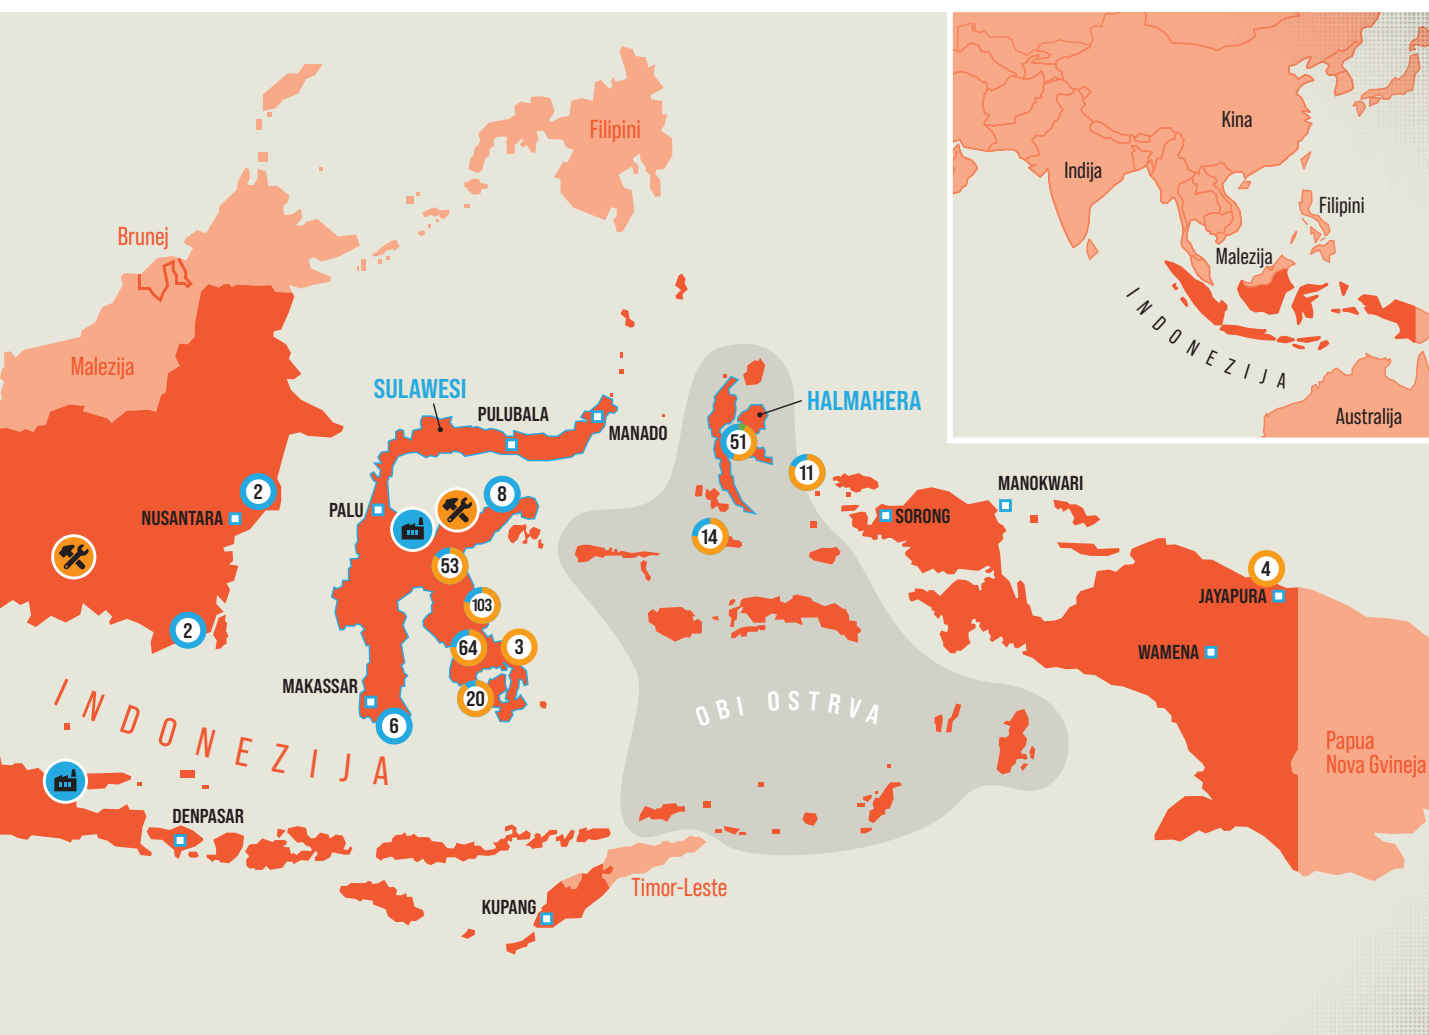 Filipini
Brunej
Malezija
SULAWESI
PULUBALA
MANADO
HALMAHERA
51
11
MANOKWARI
2
NUSANTARA
PALU
8
SORONG
14
53
4
JAYAPURA
103
2
64
3
WAMENA
MAKASSAR
20
6
INDONEZIJA
OBI OSTRVA
Papua
Nova Gvineja
DENPASAR
Timor-Leste
KUPANG
Kina
Indija
Filipini
Malezija
INDONEZIJA
Australija